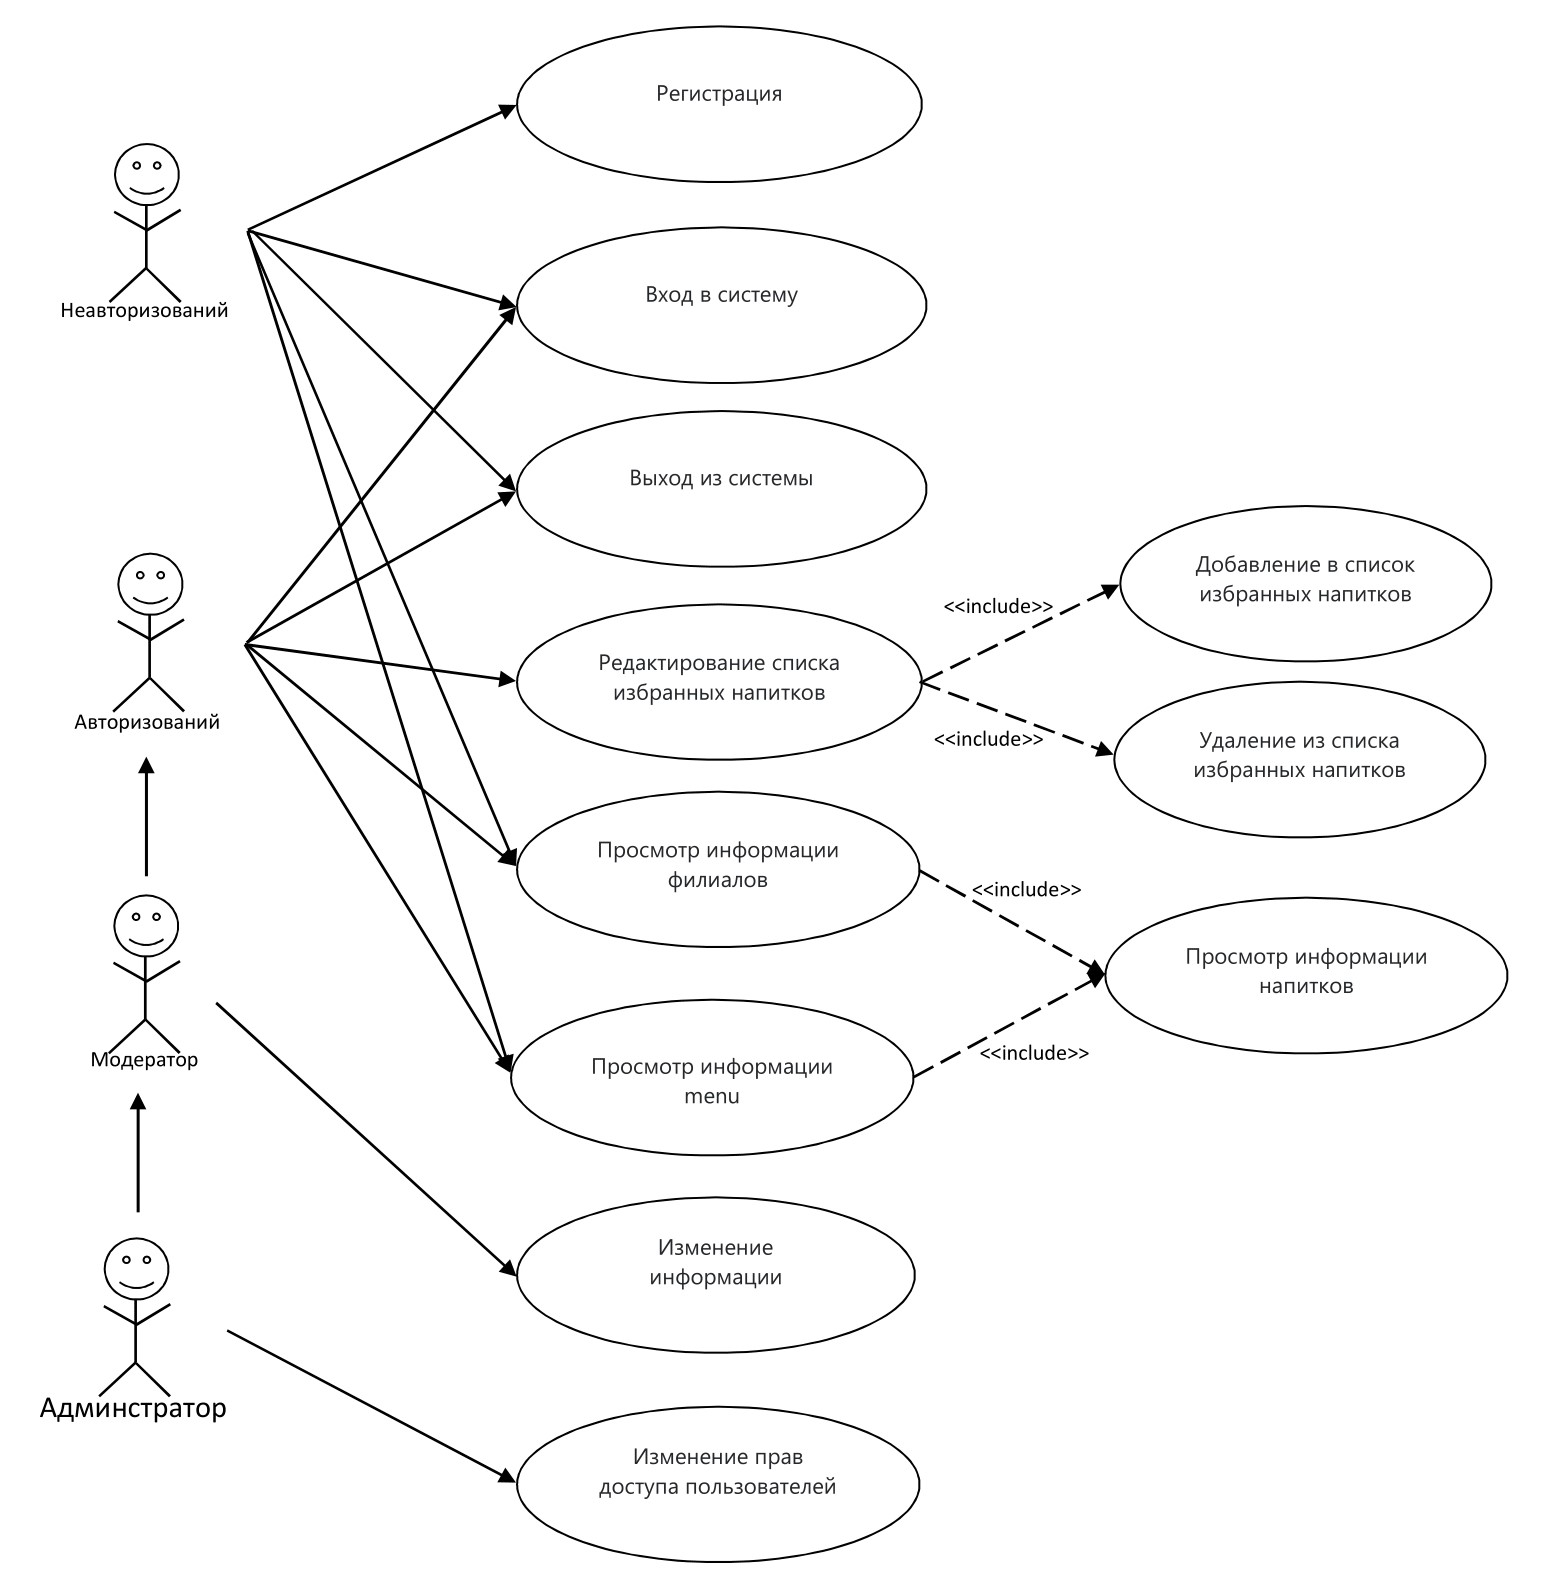 Регистрация
Неавторизований
Вход в систему
Выход из системы
Авторизований
Редактирование списка
избранных напитков
<<include>>
Добавление в список
избранных напитков
<<include>>
Удаление из списка
избранных напитков
Просмотр информации
филиалов
<<include>>
Просмотр информации
напитков
Модератор
Просмотр информации
menu
<<include>>
Изменение
информации
Админстратор
Изменение прав
доступа пользователей